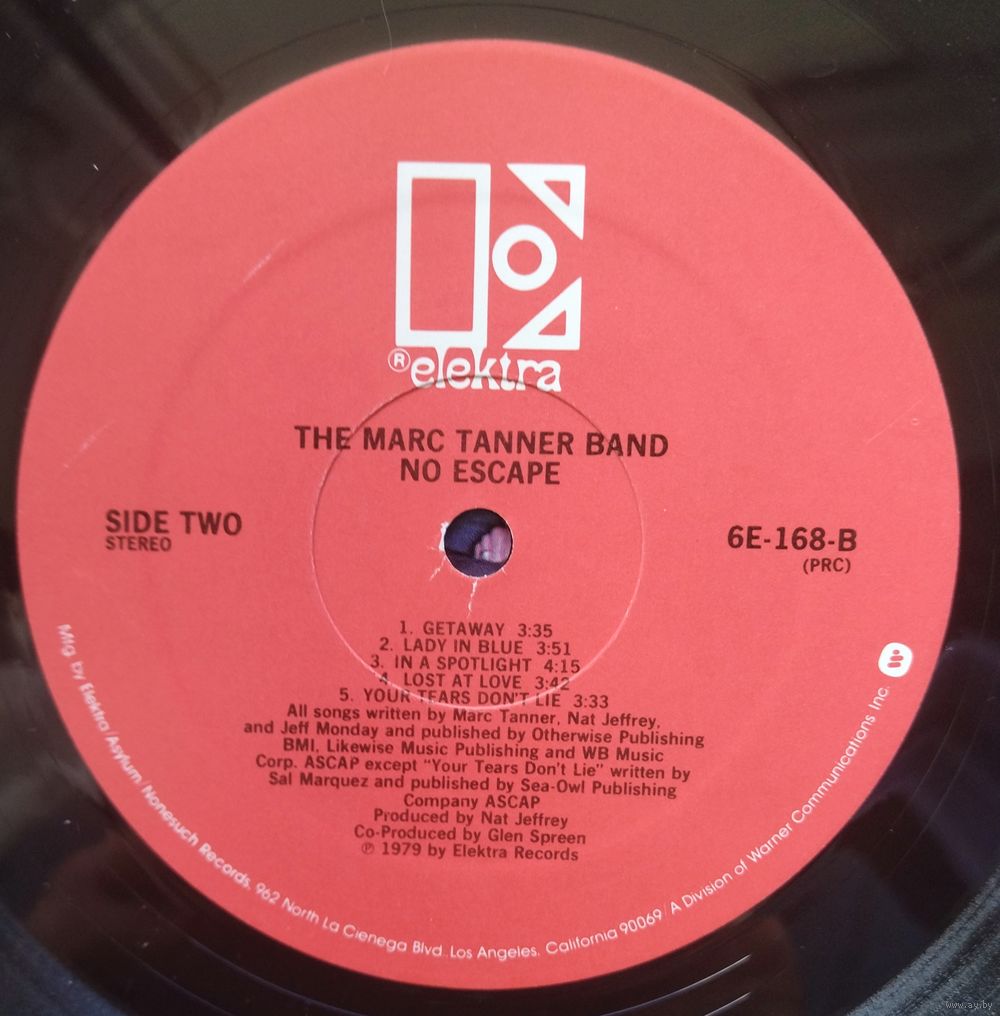 ® elektra
THE MARC TANNER BAND
NO ESCAPE
SIDE TWO
STEREO
6E-168-B
(PRC)
1. GETAWAY 3:35
2. LADY IN BLUE 3:51
3. IN A SPOTLIGHT 4:15
4. LOST AT LOVE 3:42
5. YOUR TEARS DON'T LIE 3:33
All songs written by Marc Tanner, Nat Jeffrey,
and Jeff Monday and published by Otherwise Publishing
BMI, Likewise Music Publishing and WB Music
Corp. ASCAP except "Your Tears Don't Lie" written by
Sal Marquez and published by Sea-Owl Publishing
Company ASCAP
Produced by Nat Jeffrey
Co-Produced by Glen Spreen
℗ 1979 by Elektra Records
Mfg. by Elektra/Asylum/Nonesuch Records, 962 North La Cienega Blvd., Los Angeles, California 90069/A Division of Warner Communications Inc.
www.ay.by